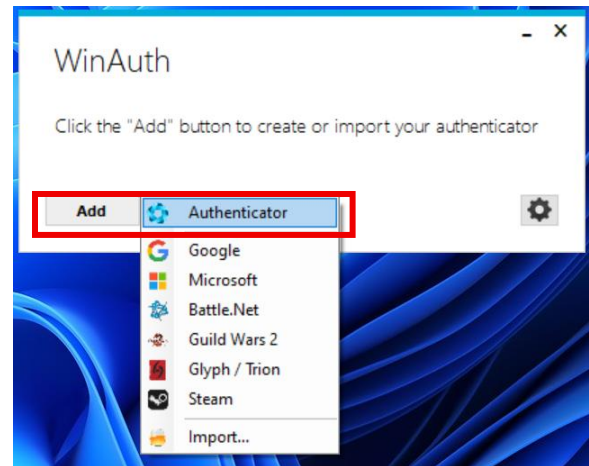 WinAuth
Click the "Add" button to create or import your authenticator
Add
Authenticator
Google
Microsoft
Battle.Net
Guild Wars 2
Glyph / Trion
Steam
Import...